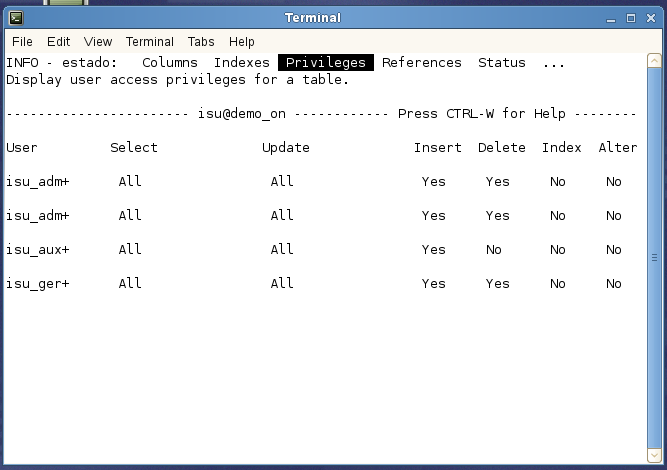 Terminal
File Edit View Terminal Tabs Help
INFO - estado: Columns Indexes Privileges References Status ...
Display user access privileges for a table.
----------------------- isu@demo_on ------------ Press CTRL-W for Help --------
User Select Update Insert Delete Index Alter
isu_adm+ All All Yes Yes No No
isu_adm+ All All Yes Yes No No
isu_aux+ All All Yes No No No
isu_ger+ All All Yes Yes No No